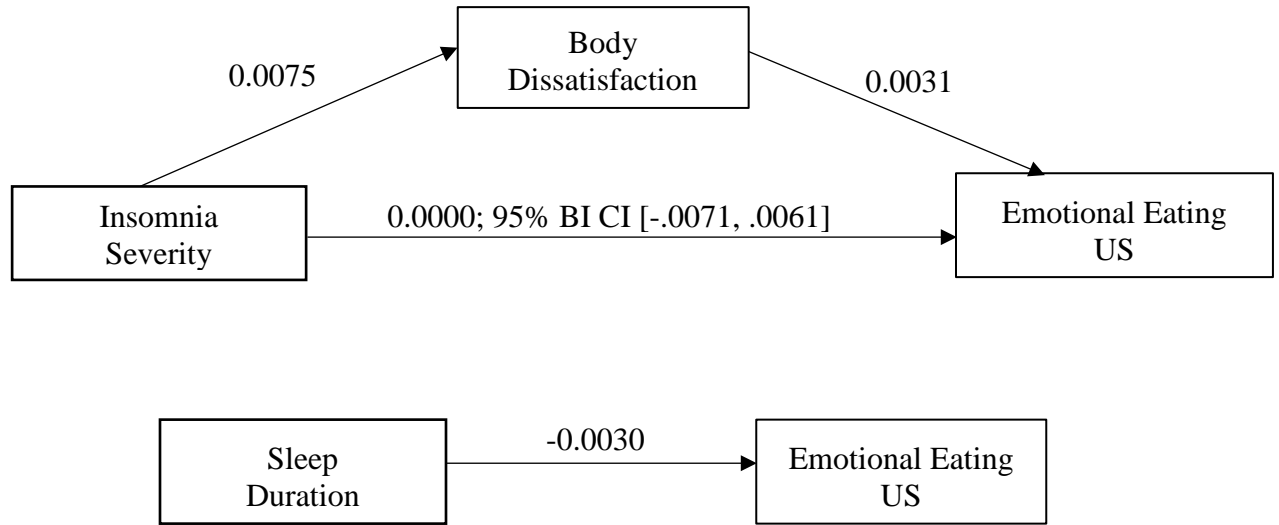 Body
Dissatisfaction
0.0075
0.0031
Insomnia
Severity
0.0000; 95% BI CI [-.0071, .0061]
Emotional Eating
US
Sleep
Duration
-0.0030
Emotional Eating
US